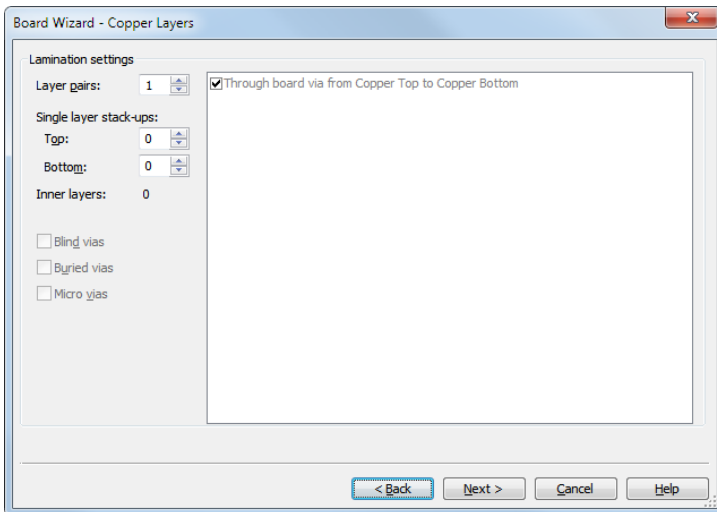 Board Wizard - Copper Layers
x
Lamination settings
Layer pairs: 1
Through board via from Copper Top to Copper Bottom
Single layer stack-ups:
Top: 0
Bottom: 0
Inner layers: 0
Blind vias
Buried vias
Micro vias
< Back Next > Cancel Help